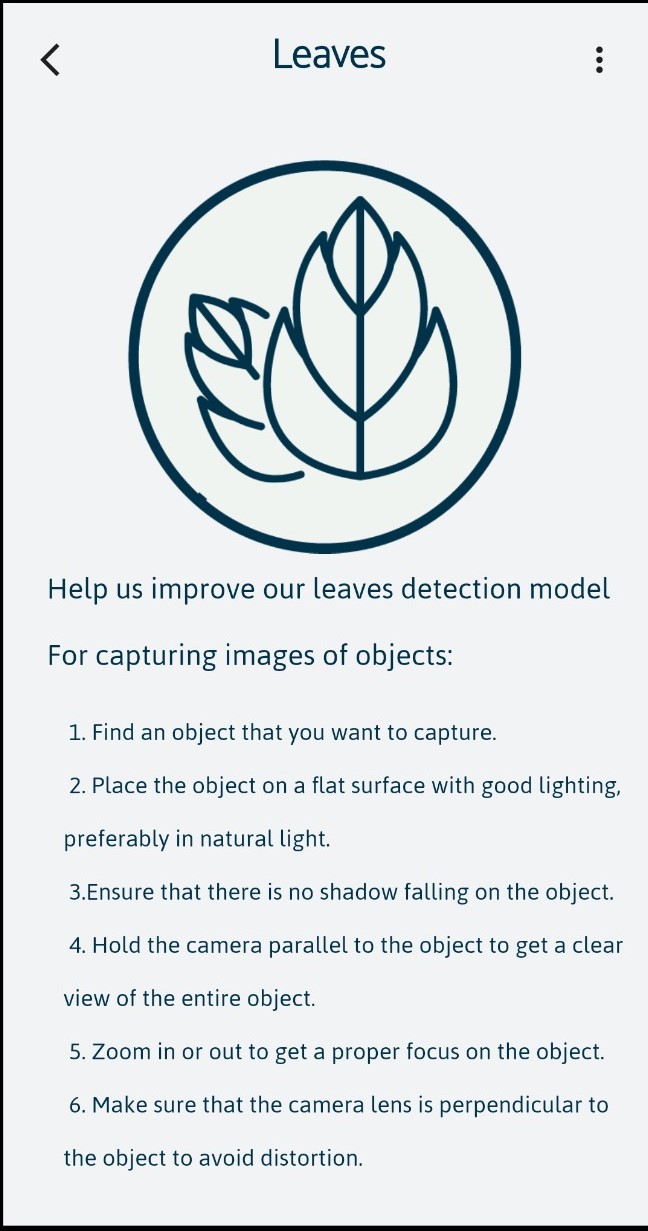 Leaves
Help us improve our leaves detection model
For capturing images of objects:
1. Find an object that you want to capture.
2. Place the object on a flat surface with good lighting,
preferably in natural light.
3.Ensure that there is no shadow falling on the object.
4. Hold the camera parallel to the object to get a clear
view of the entire object.
5. Zoom in or out to get a proper focus on the object.
6. Make sure that the camera lens is perpendicular to
the object to avoid distortion.